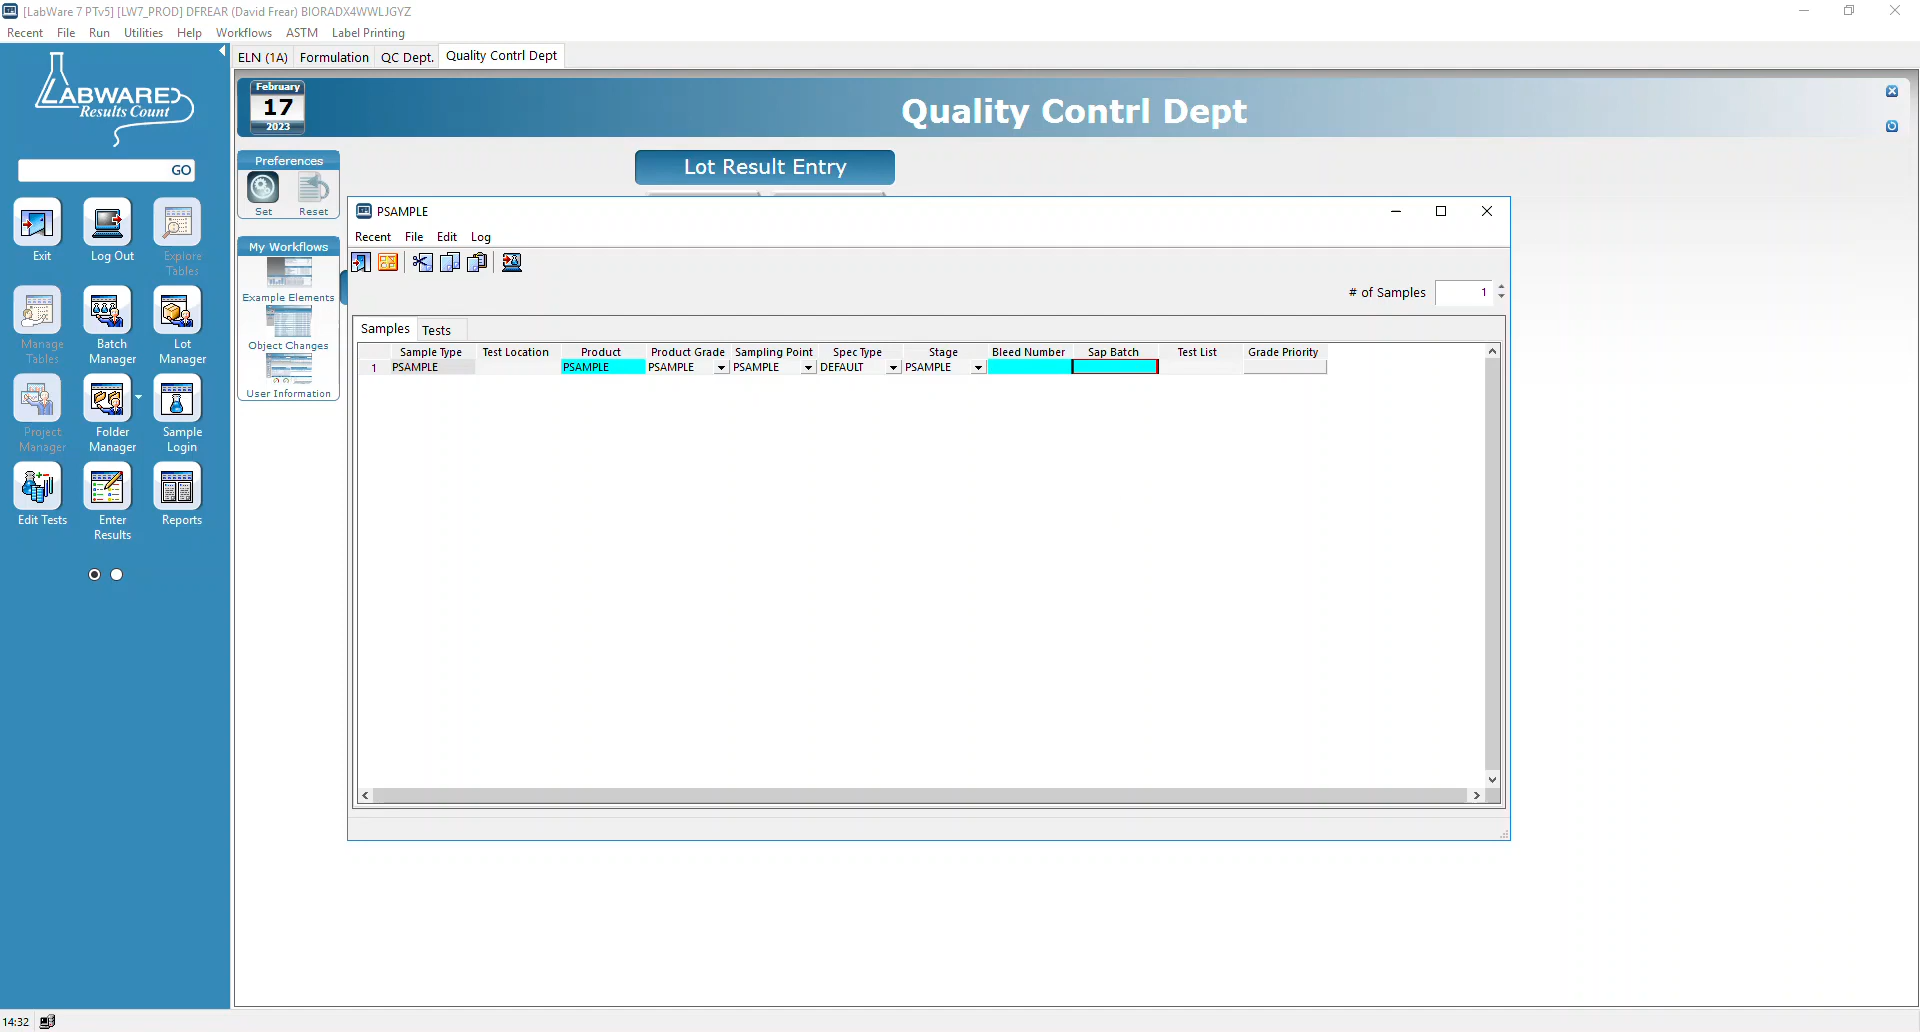 [LabWare 7 PTv5] [LW7_PROD] DFREAR (David Frear) BIORADX4WWLJGYZ
Recent File Run Utilities Help Workflows ASTM Label Printing
LABWARE
Results Count
GO
Exit
Log Out
Explore Tables
Manage Tables
Batch Manager
Lot Manager
Project Manager
Folder Manager
Sample Login
Edit Tests
Enter Results
Reports
ELN (1A) Formulation QC Dept. Quality Contrl Dept
February
17
2023
Quality Contrl Dept
Preferences
Set Reset
My Workflows
Example Elements
Object Changes
User Information
Lot Result Entry
PSAMPLE
Recent File Edit Log
# of Samples 1
Samples Tests
Sample Type Test Location Product Product Grade Sampling Point Spec Type Stage Bleed Number Sap Batch Test List Grade Priority
1 PSAMPLE PSAMPLE PSAMPLE PSAMPLE DEFAULT PSAMPLE
14:32